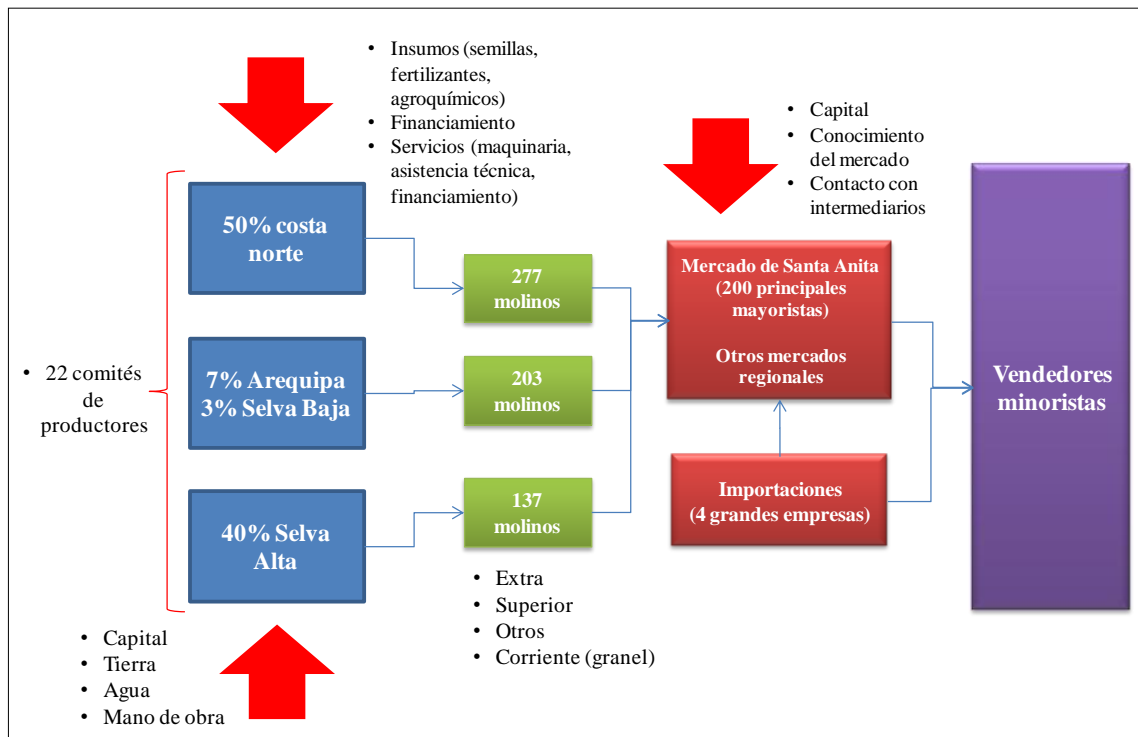 • Insumos (semillas,
fertilizantes,
agroquímicos)
• Financiamiento
• Servicios (maquinaria,
asistencia técnica,
financiamiento)
• Capital
• Conocimiento
del mercado
• Contacto con
intermediarios
• 22 comités
de
productores
50% costa
norte
7% Arequipa
3% Selva Baja
40% Selva
Alta
277
molinos
203
molinos
137
molinos
Mercado de Santa Anita
(200 principales
mayoristas)
Otros mercados
regionales
Importaciones
(4 grandes empresas)
Vendedores
minoristas
• Capital
• Tierra
• Agua
• Mano de obra
• Extra
• Superior
• Otros
• Corriente (granel)